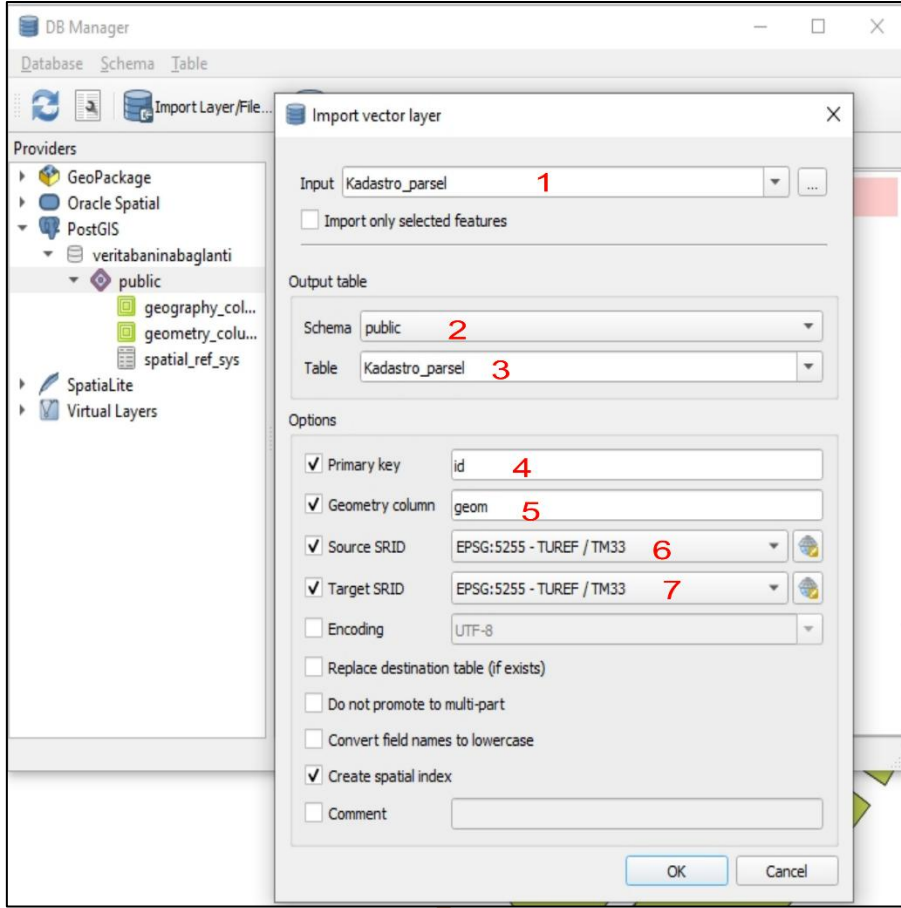 DB Manager
Database Schema Table
Import Layer/File...
Providers
GeoPackage
Oracle Spatial
PostGIS
veritabaninabaglanti
public
geography_col...
geometry_colu...
spatial_ref_sys
SpatiaLite
Virtual Layers
Import vector layer
Input Kadastro_parsel 1 ...
Import only selected features
Output table
Schema public 2
Table Kadastro_parsel 3
Options
Primary key id 4
Geometry column geom 5
Source SRID EPSG:5255 - TUREF / TM33 6
Target SRID EPSG:5255 - TUREF / TM33 7
Encoding UTF-8
Replace destination table (if exists)
Do not promote to multi-part
Convert field names to lowercase
Create spatial index
Comment
OK Cancel